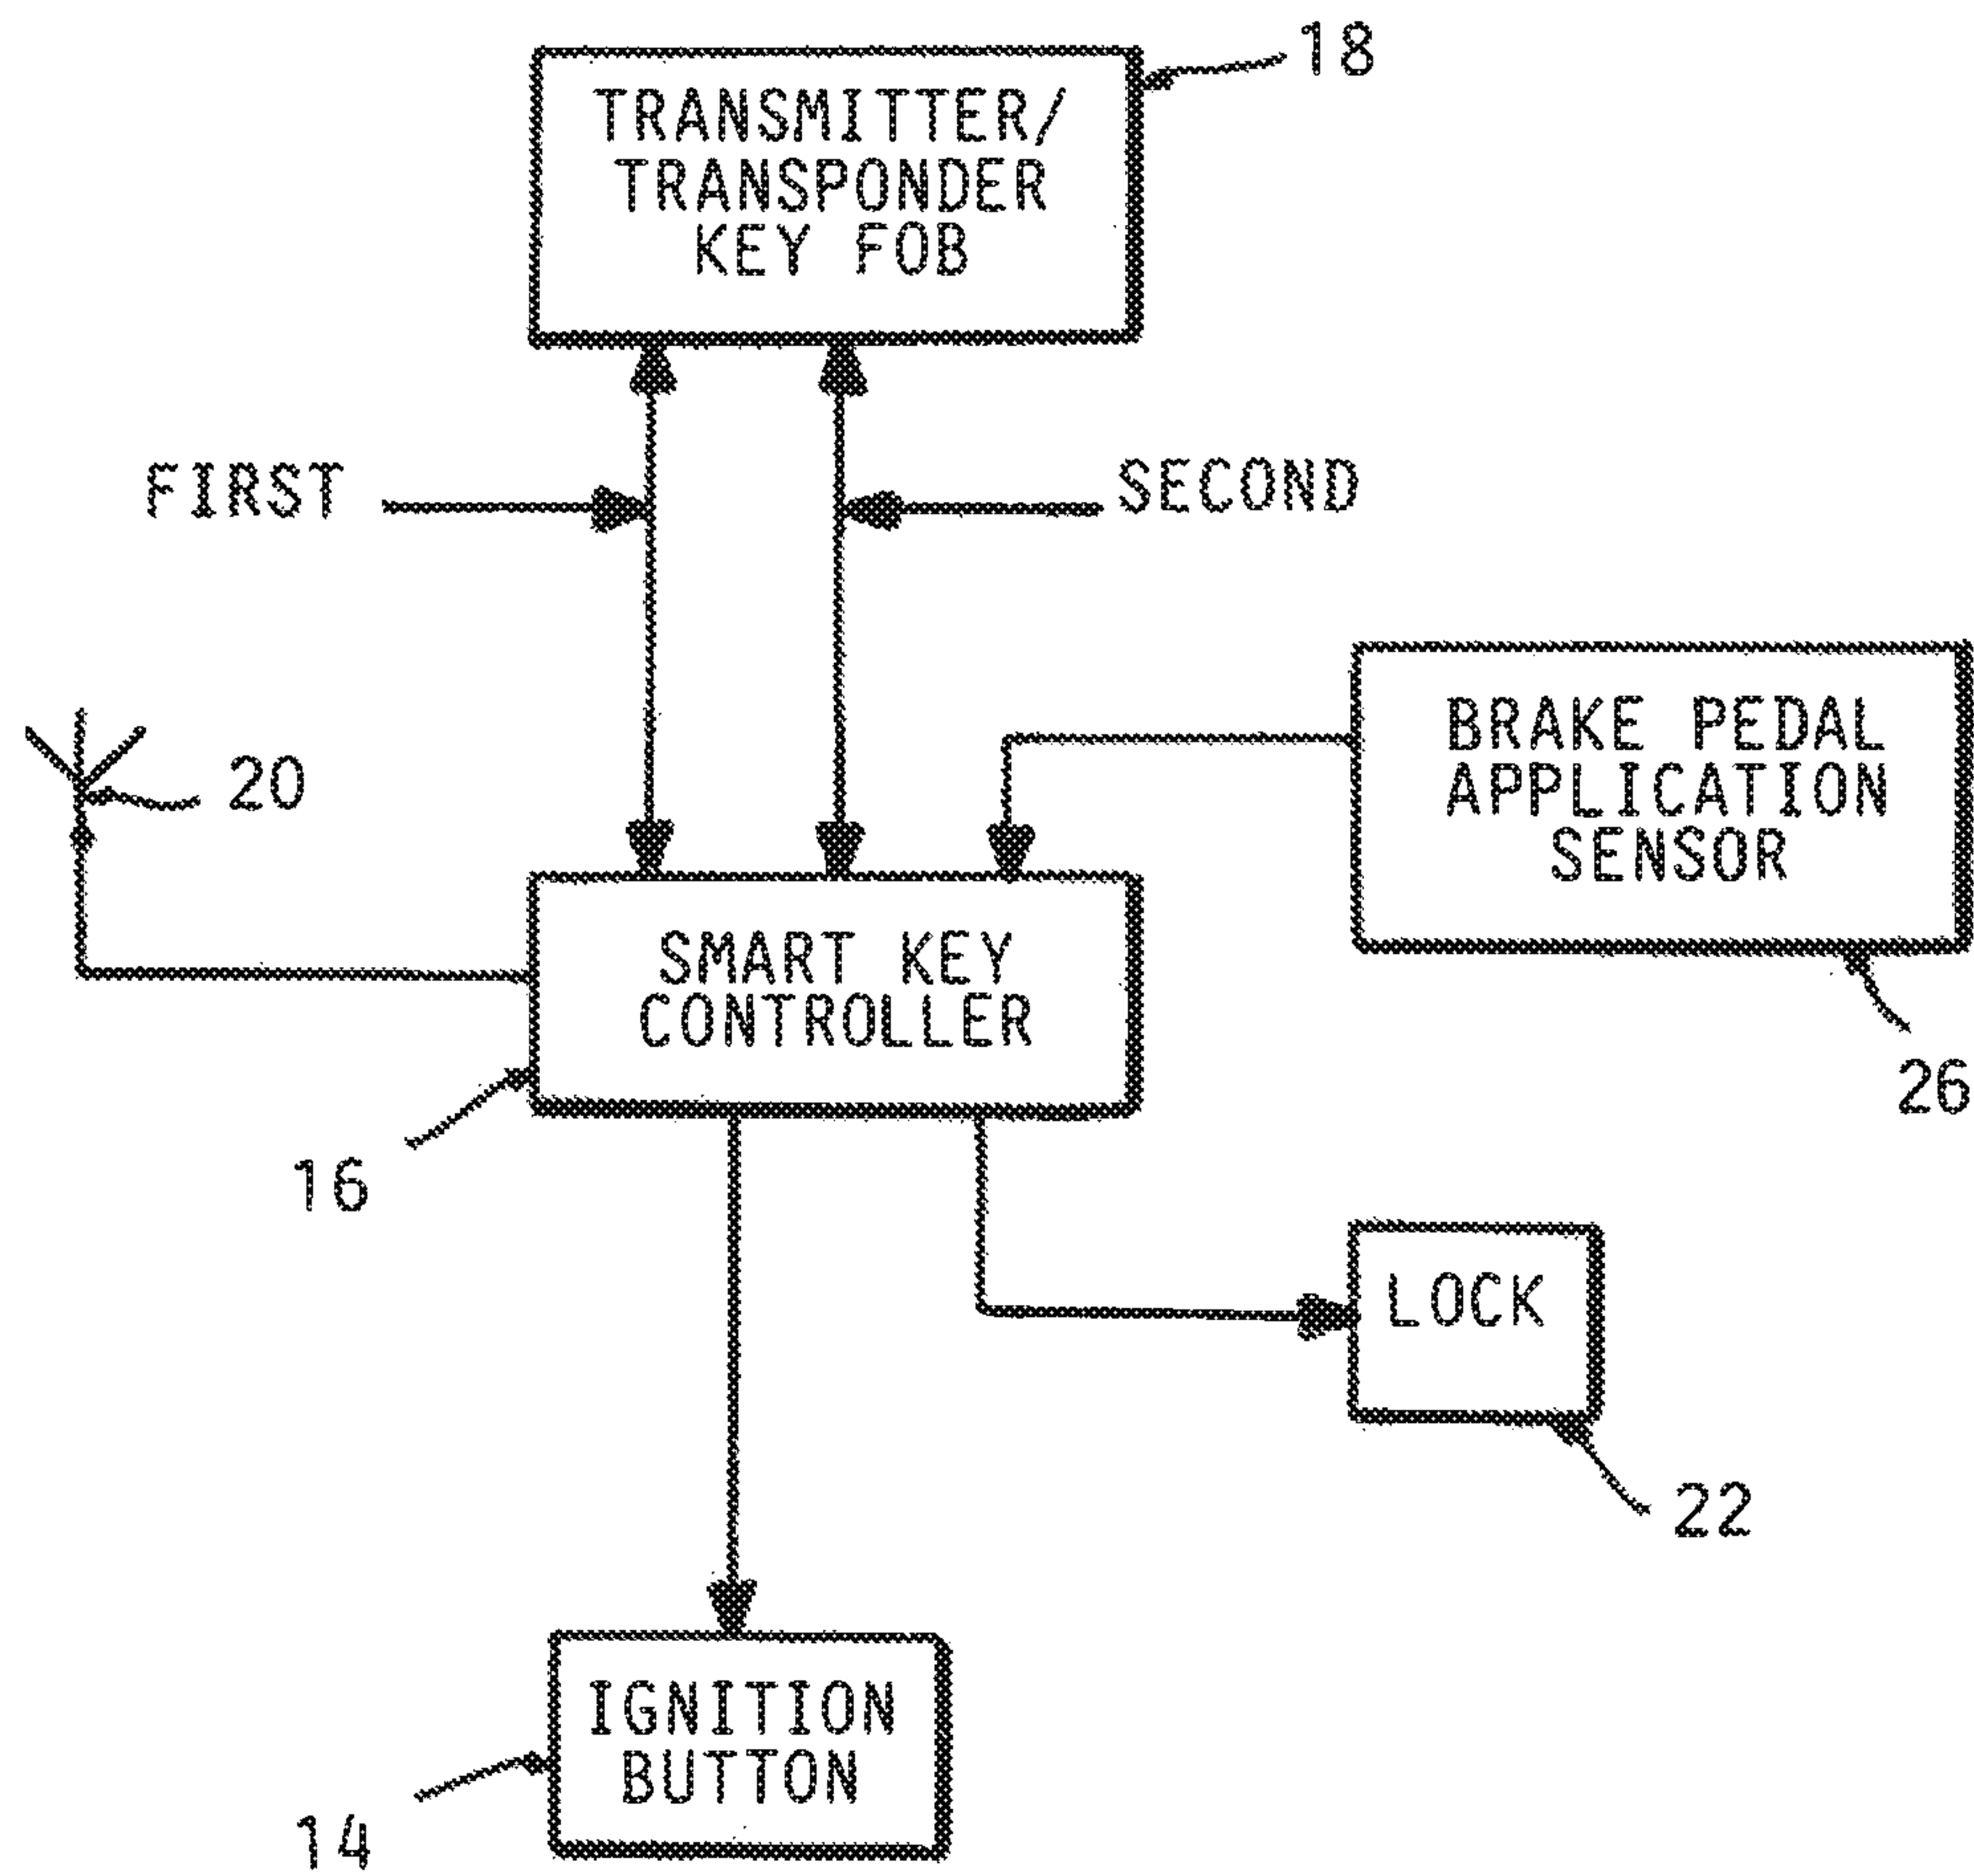 18
TRANSMITTER/
TRANSPONDER
KEY FOB
FIRST
SECOND
20
BRAKE PEDAL
APPLICATION
SENSOR
SMART KEY
CONTROLLER
26
16
LOCK
22
IGNITION
BUTTON
14